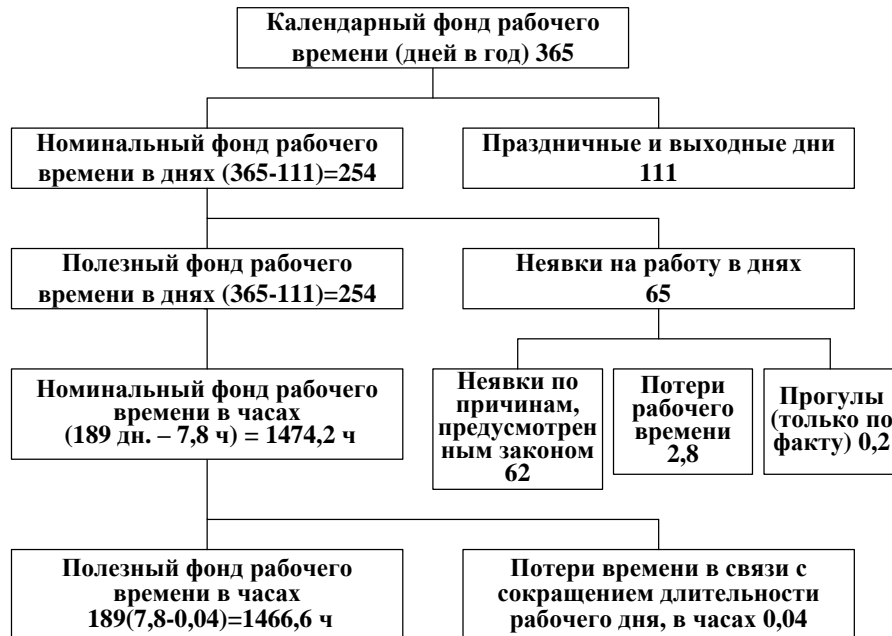 Календарный фонд рабочего
времени (дней в год) 365
Номинальный фонд рабочего
времени в днях (365-111)=254
Праздничные и выходные дни
111
Полезный фонд рабочего
времени в днях (365-111)=254
Неявки на работу в днях
65
Номинальный фонд рабочего
времени в часах
(189 дн. – 7,8 ч) = 1474,2 ч
Неявки по
причинам,
предусмотрен
ным законом
62
Потери
рабочего
времени
2,8
Прогулы
(только по
факту) 0,2
Полезный фонд рабочего
времени в часах
189(7,8-0,04)=1466,6 ч
Потери времени в связи с
сокращением длительности
рабочего дня, в часах 0,04